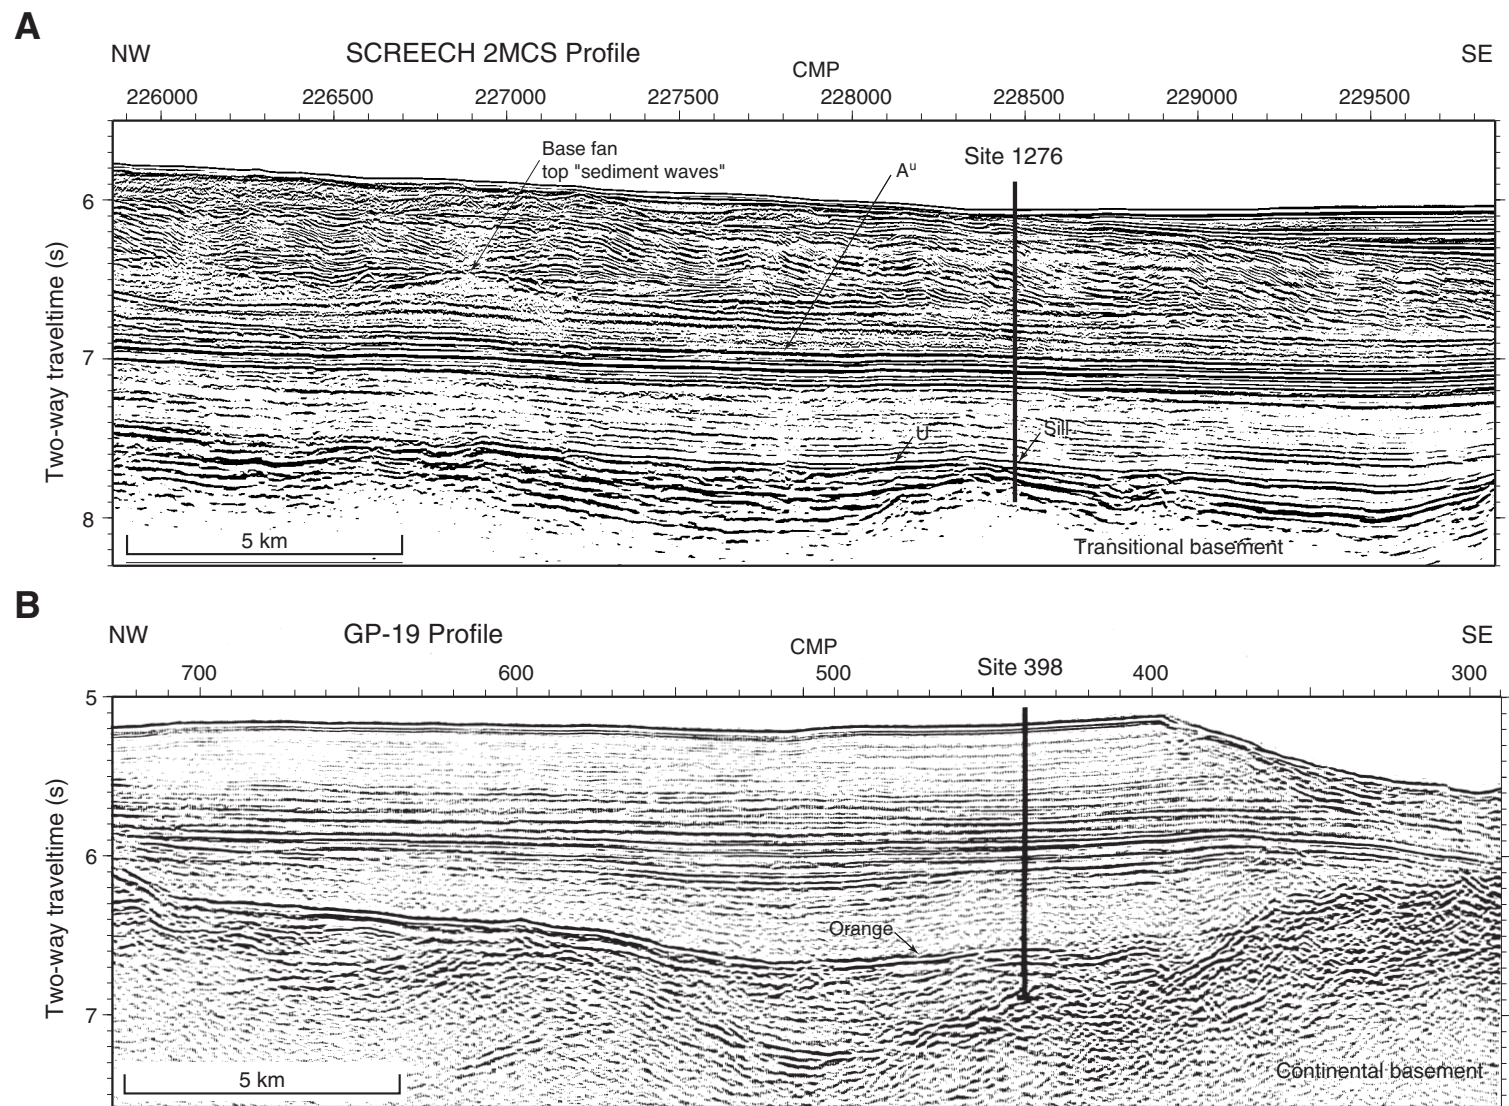 A
NW SCREECH 2MCS Profile SE
CMP
226000 226500 227000 227500 228000 228500 229000 229500
Base fan
top "sediment waves"
Aᵘ
Site 1276
6
7
8
Two-way traveltime (s)
U
Sill
5 km
Transitional basement
B
NW GP-19 Profile SE
CMP
Site 398
700 600 500 400 300
5
6
7
Two-way traveltime (s)
Orange
5 km
Continental basement